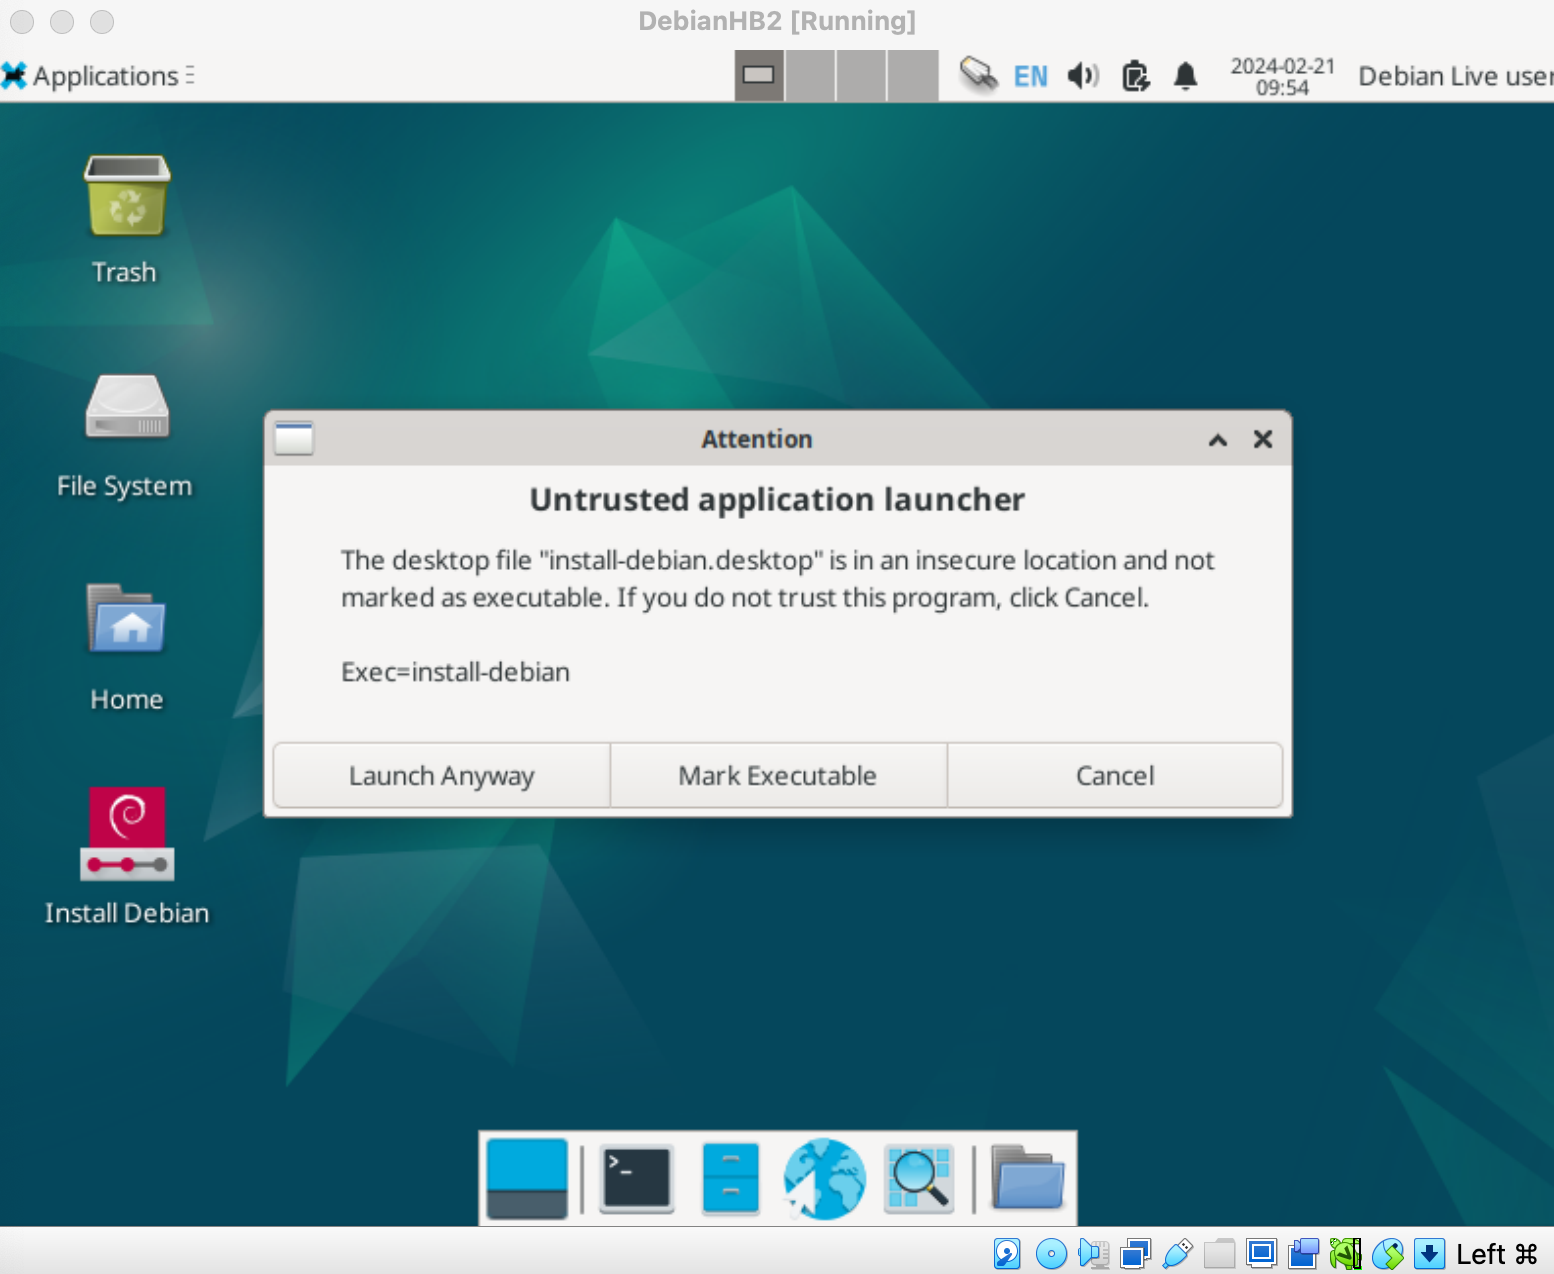 DebianHB2 [Running]
Applications
EN
2024-02-21
09:54
Debian Live user
Trash
File System
Home
Install Debian
Attention
Untrusted application launcher
The desktop file "install-debian.desktop" is in an insecure location and not
marked as executable. If you do not trust this program, click Cancel.
Exec=install-debian
Launch Anyway
Mark Executable
Cancel
>_
Left ⌘